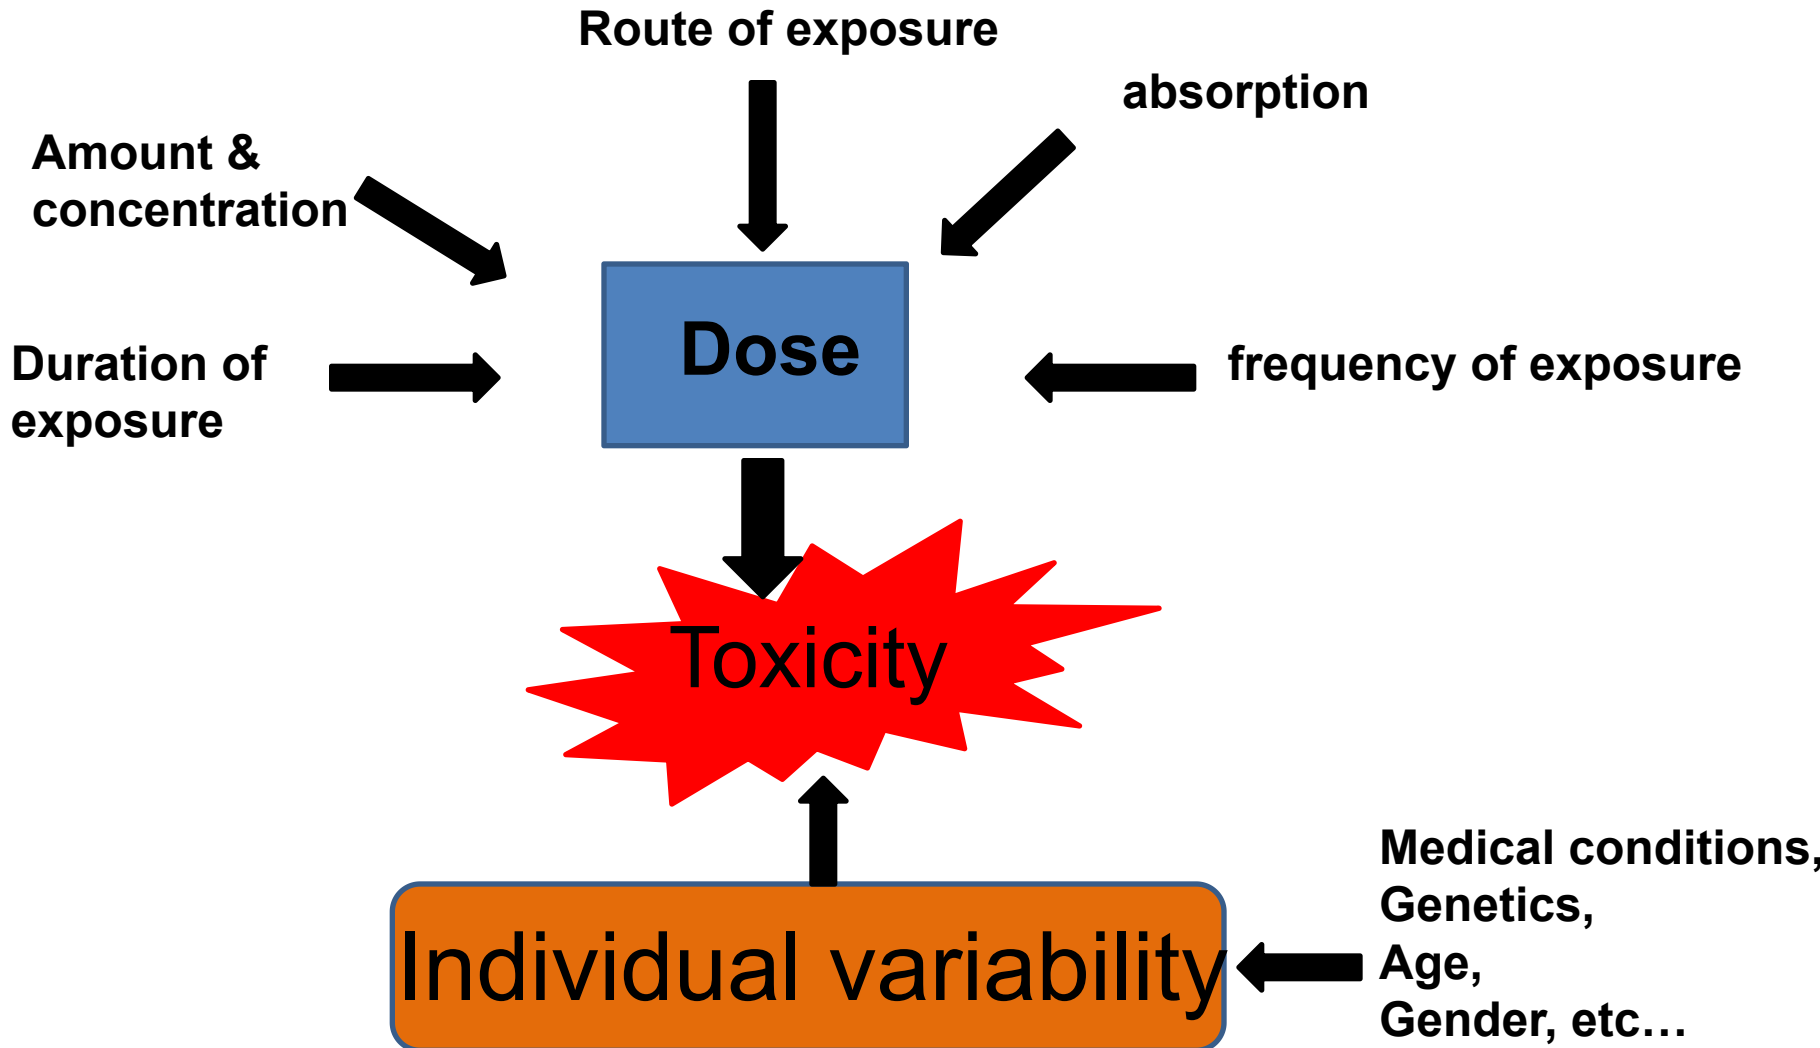 Route of exposure
absorption
Amount &
concentration
Dose
Duration of
exposure
frequency of exposure
Toxicity
Individual variability
Medical conditions,
Genetics,
Age,
Gender, etc…